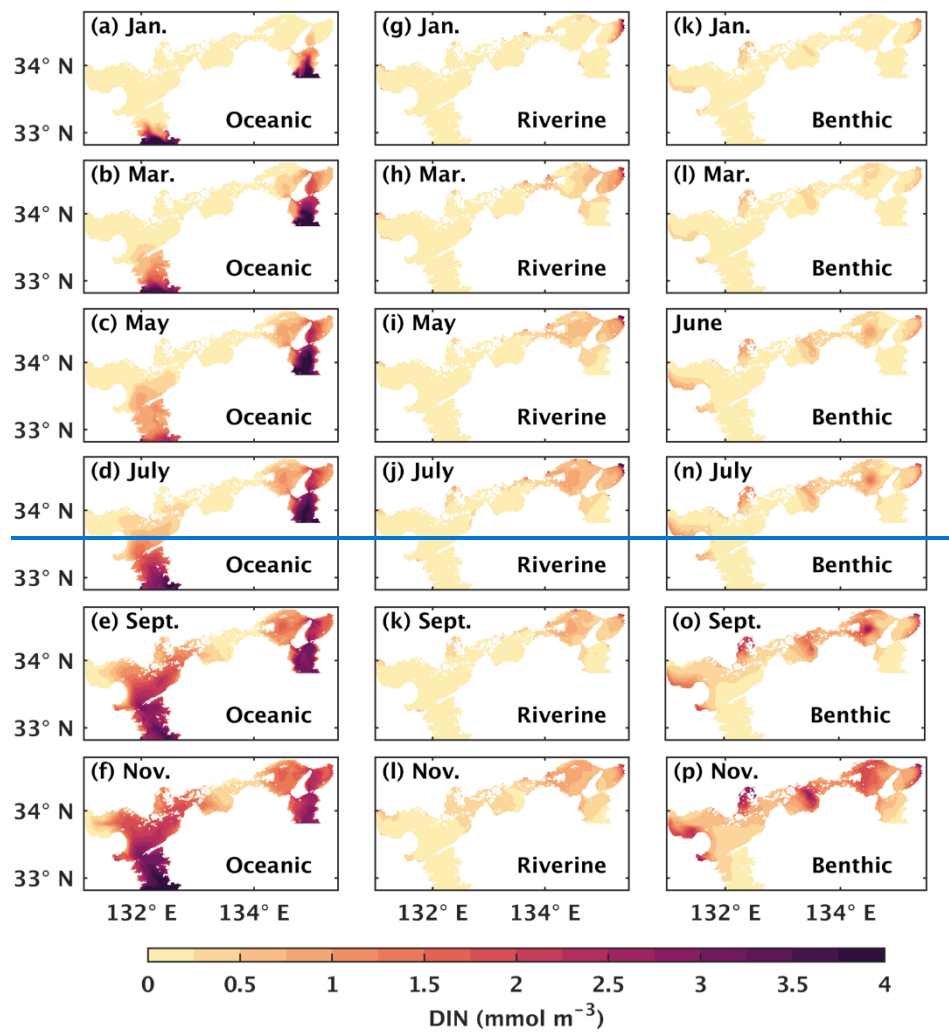 (a) Jan. (g) Jan. (k) Jan.
34° N
33° N
Oceanic Riverine Benthic
(b) Mar. (h) Mar. (l) Mar.
34° N
33° N
Oceanic Riverine Benthic
(c) May (i) May June
34° N
33° N
Oceanic Riverine Benthic
(d) July (j) July (n) July
34° N
33° N
Oceanic Riverine Benthic
(e) Sept. (k) Sept. (o) Sept.
34° N
33° N
Oceanic Riverine Benthic
(f) Nov. (l) Nov. (p) Nov.
34° N
33° N
Oceanic Riverine Benthic
132° E 134° E 132° E 134° E 132° E 134° E
0 0.5 1 1.5 2 2.5 3 3.5 4
DIN (mmol m⁻³)